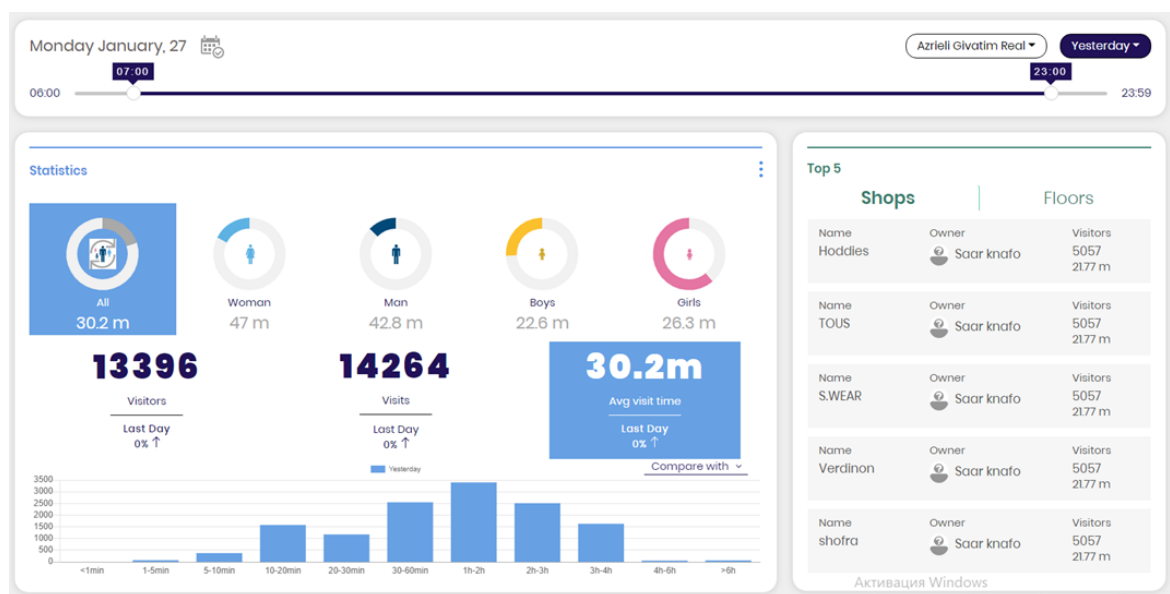 Monday January, 27
Azrieli Givatim Real
Yesterday
07:00
23:00
06:00
23:59
Statistics
All
30.2 m
Woman
47 m
Man
42.8 m
Boys
22.6 m
Girls
26.3 m
13396
Visitors
Last Day
0% ↑
14264
Visits
Last Day
0% ↑
30.2m
Avg visit time
Last Day
0% ↑
Yesterday
Compare with
3500
3000
2500
2000
1500
1000
500
0
<1min 1-5min 5-10min 10-20min 20-30min 30-60min 1h-2h 2h-3h 3h-4h 4h-6h >6h
Top 5
Shops Floors
Name Owner Visitors
Hoddies Saar knafo 5057
21.77 m
Name Owner Visitors
TOUS Saar knafo 5057
21.77 m
Name Owner Visitors
S.WEAR Saar knafo 5057
21.77 m
Name Owner Visitors
Verdinon Saar knafo 5057
21.77 m
Name Owner Visitors
shofra Saar knafo 5057
21.77 m
Активация Windows